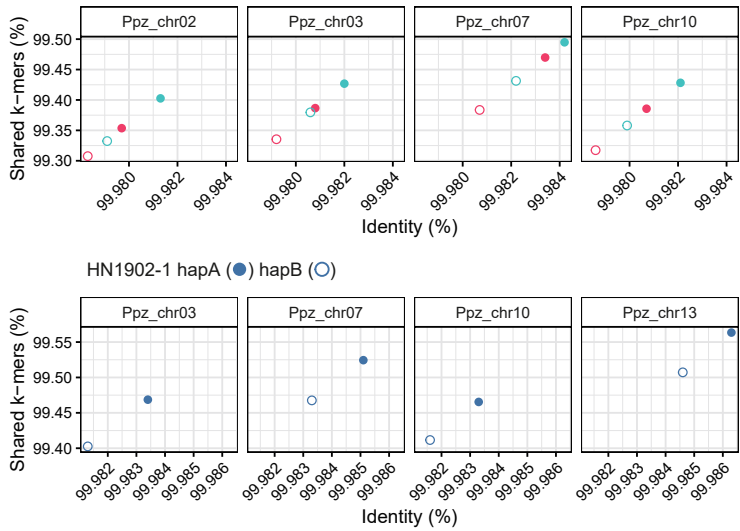 Ppz_chr02 Ppz_chr03 Ppz_chr07 Ppz_chr10
Shared k−mers (%)
99.50
99.45
99.40
99.35
99.30
99.980 99.982 99.984 99.980 99.982 99.984 99.980 99.982 99.984 99.980 99.982 99.984
Identity (%)
HN1902-1 hapA (●) hapB (○)
Ppz_chr03 Ppz_chr07 Ppz_chr10 Ppz_chr13
Shared k−mers (%)
99.55
99.50
99.45
99.40
99.982 99.983 99.984 99.985 99.986 99.982 99.983 99.984 99.985 99.986 99.982 99.983 99.984 99.985 99.986 99.982 99.983 99.984 99.985 99.986
Identity (%)